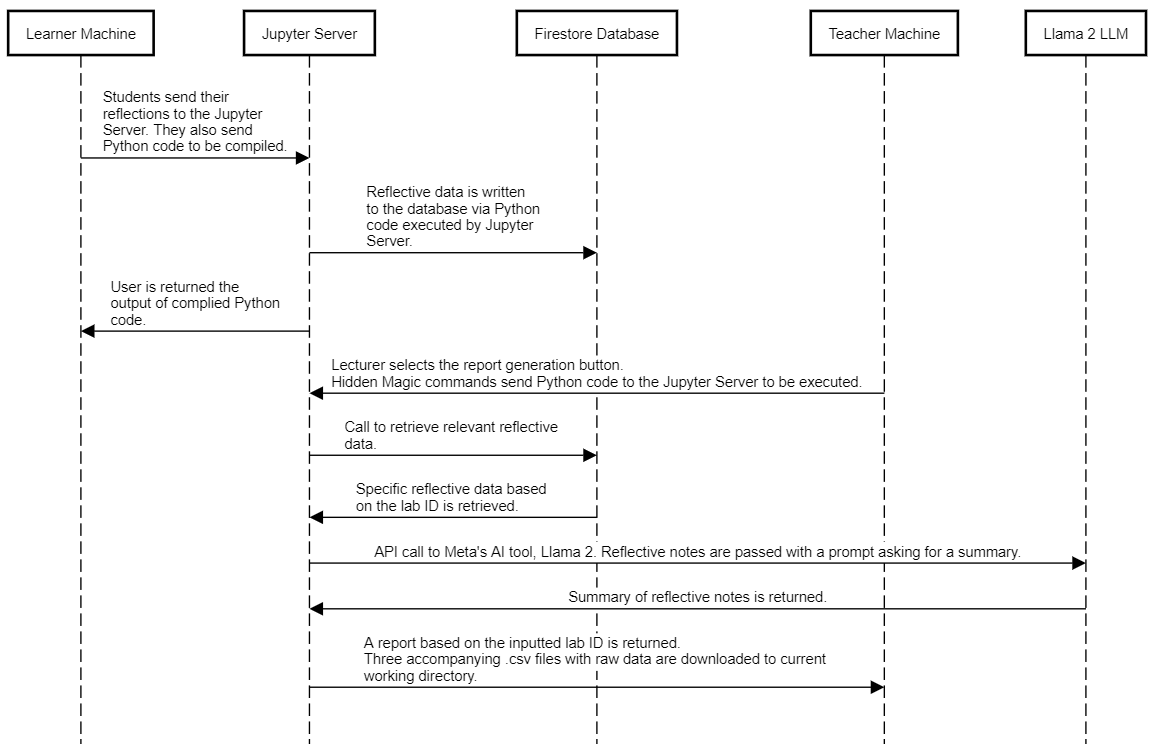 Learner Machine
Jupyter Server
Firestore Database
Teacher Machine
Llama 2 LLM
Students send their
reflections to the Jupyter
Server. They also send
Python code to be compiled.
Reflective data is written
to the database via Python
code executed by Jupyter
Server.
User is returned the
output of complied Python
code.
Lecturer selects the report generation button.
Hidden Magic commands send Python code to the Jupyter Server to be executed.
Call to retrieve relevant reflective
data.
Specific reflective data based
on the lab ID is retrieved.
API call to Meta's AI tool, Llama 2. Reflective notes are passed with a prompt asking for a summary.
Summary of reflective notes is returned.
A report based on the inputted lab ID is returned.
Three accompanying .csv files with raw data are downloaded to current
working directory.